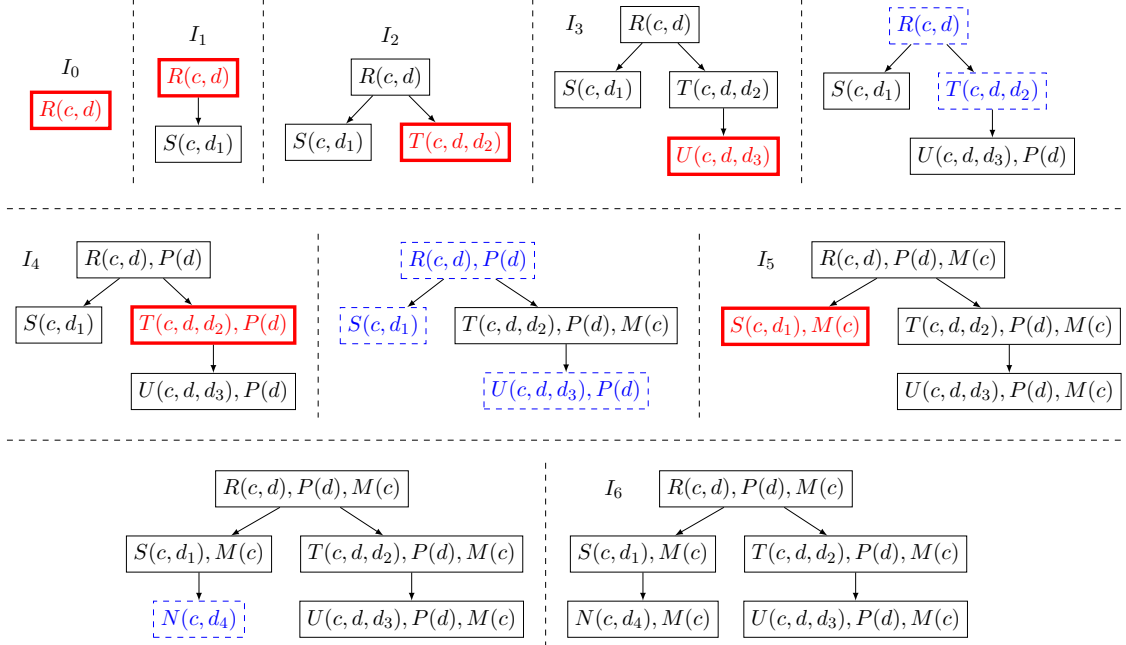 I₀
R(c, d)
I₁
R(c, d)
S(c, d₁)
I₂
R(c, d)
S(c, d₁)
T(c, d, d₂)
I₃
R(c, d)
S(c, d₁)
T(c, d, d₂)
U(c, d, d₃)
R(c, d)
S(c, d₁)
T(c, d, d₂)
U(c, d, d₃), P(d)
I₄
R(c, d), P(d)
S(c, d₁)
T(c, d, d₂), P(d)
U(c, d, d₃), P(d)
R(c, d), P(d)
S(c, d₁)
T(c, d, d₂), P(d), M(c)
U(c, d, d₃), P(d)
I₅
R(c, d), P(d), M(c)
S(c, d₁), M(c)
T(c, d, d₂), P(d), M(c)
U(c, d, d₃), P(d), M(c)
R(c, d), P(d), M(c)
S(c, d₁), M(c)
T(c, d, d₂), P(d), M(c)
N(c, d₄)
U(c, d, d₃), P(d), M(c)
I₆
R(c, d), P(d), M(c)
S(c, d₁), M(c)
T(c, d, d₂), P(d), M(c)
N(c, d₄), M(c)
U(c, d, d₃), P(d), M(c)